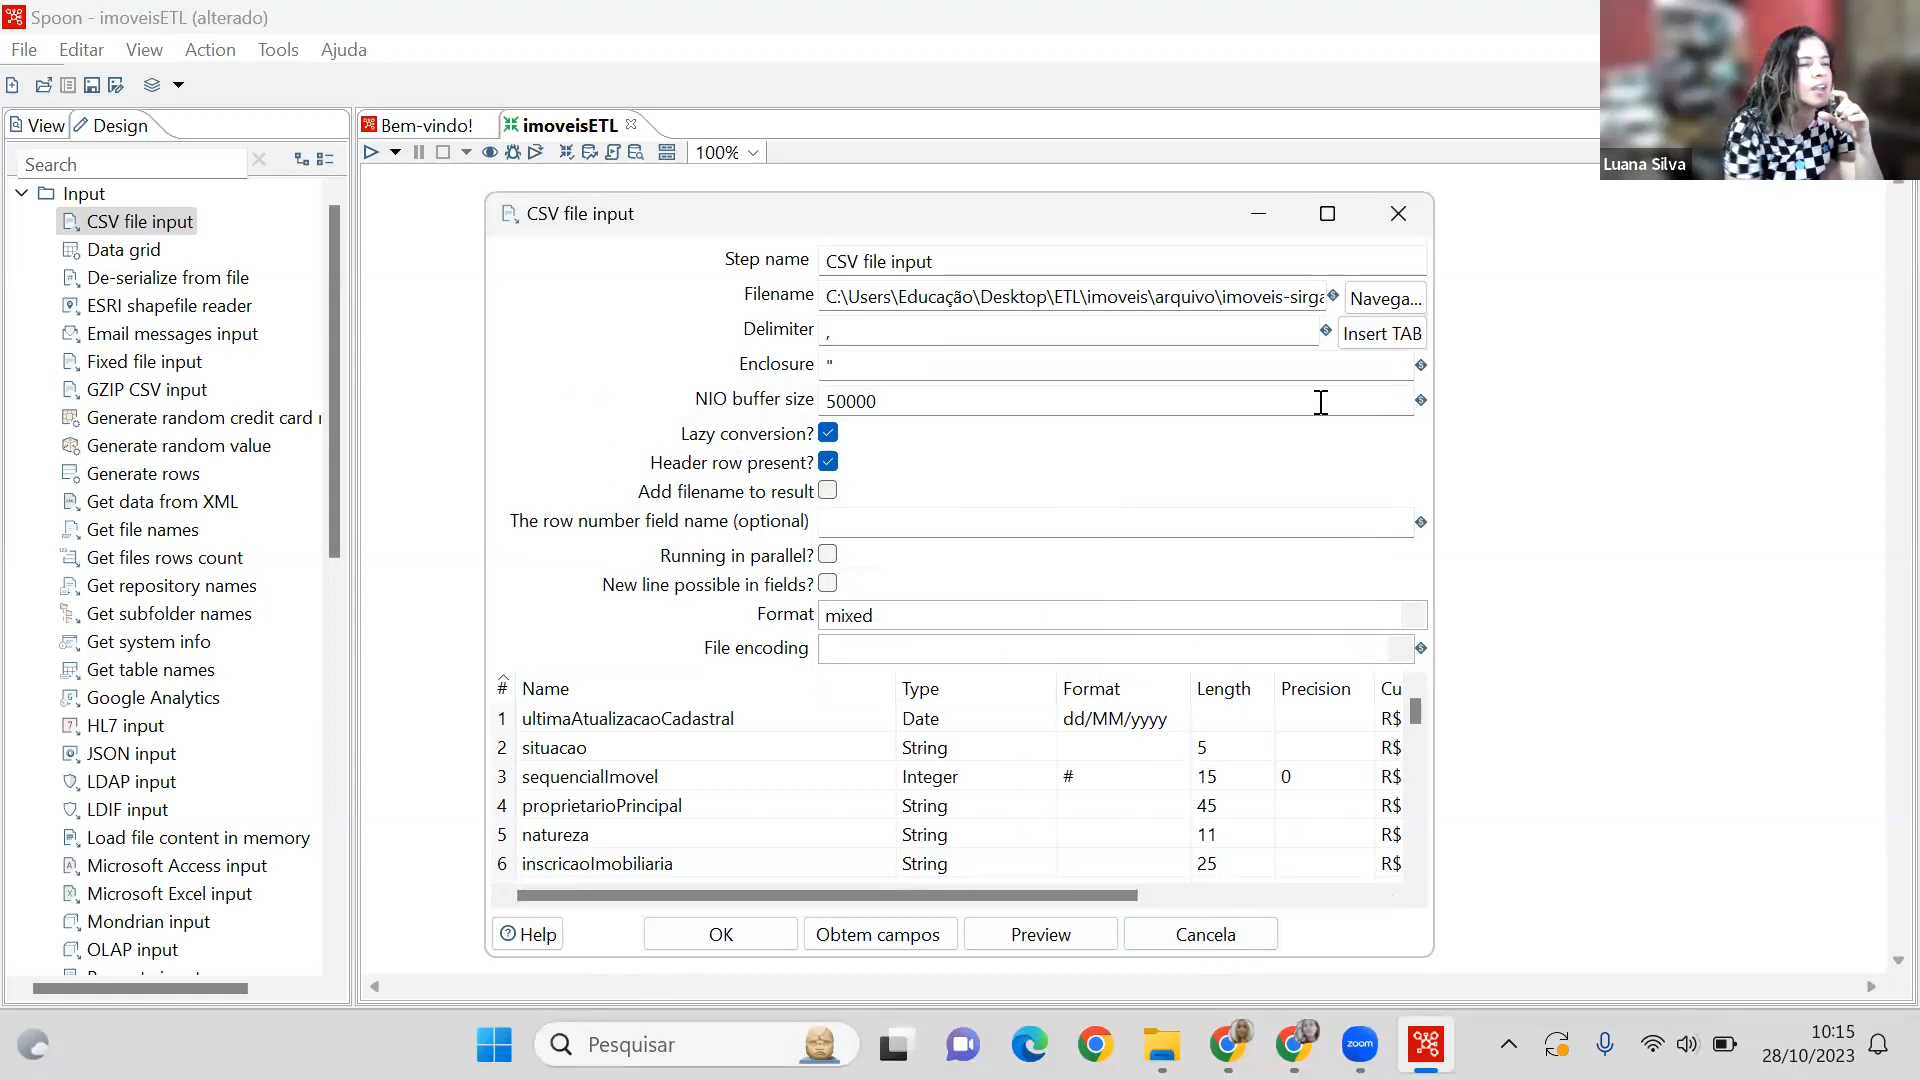 Spoon - imoveisETL (alterado)
File Editar View Action Tools Ajuda
View Design
Search
Input
CSV file input
Data grid
De-serialize from file
ESRI shapefile reader
Email messages input
Fixed file input
GZIP CSV input
Generate random credit card
Generate random value
Generate rows
Get data from XML
Get file names
Get files rows count
Get repository names
Get subfolder names
Get system info
Get table names
Google Analytics
HL7 input
JSON input
LDAP input
LDIF input
Load file content in memory
Microsoft Access input
Microsoft Excel input
Mondrian input
OLAP input
Bem-vindo! imoveisETL
100%
Luana Silva
CSV file input
Step name CSV file input
Filename C:\Users\Educação\Desktop\ETL\imoveis\arquivo\imoveis-sirga Navega...
Delimiter , Insert TAB
Enclosure "
NIO buffer size 50000
Lazy conversion?
Header row present?
Add filename to result
The row number field name (optional)
Running in parallel?
New line possible in fields?
Format mixed
File encoding
# Name Type Format Length Precision Cu
1 ultimaAtualizacaoCadastral Date dd/MM/yyyy R$
2 situacao String 5 R$
3 sequencialImovel Integer # 15 0 R$
4 proprietarioPrincipal String 45 R$
5 natureza String 11 R$
6 inscricaoImobiliaria String 25 R$
Help OK Obtem campos Preview Cancela
Pesquisar
zoom
10:15
28/10/2023